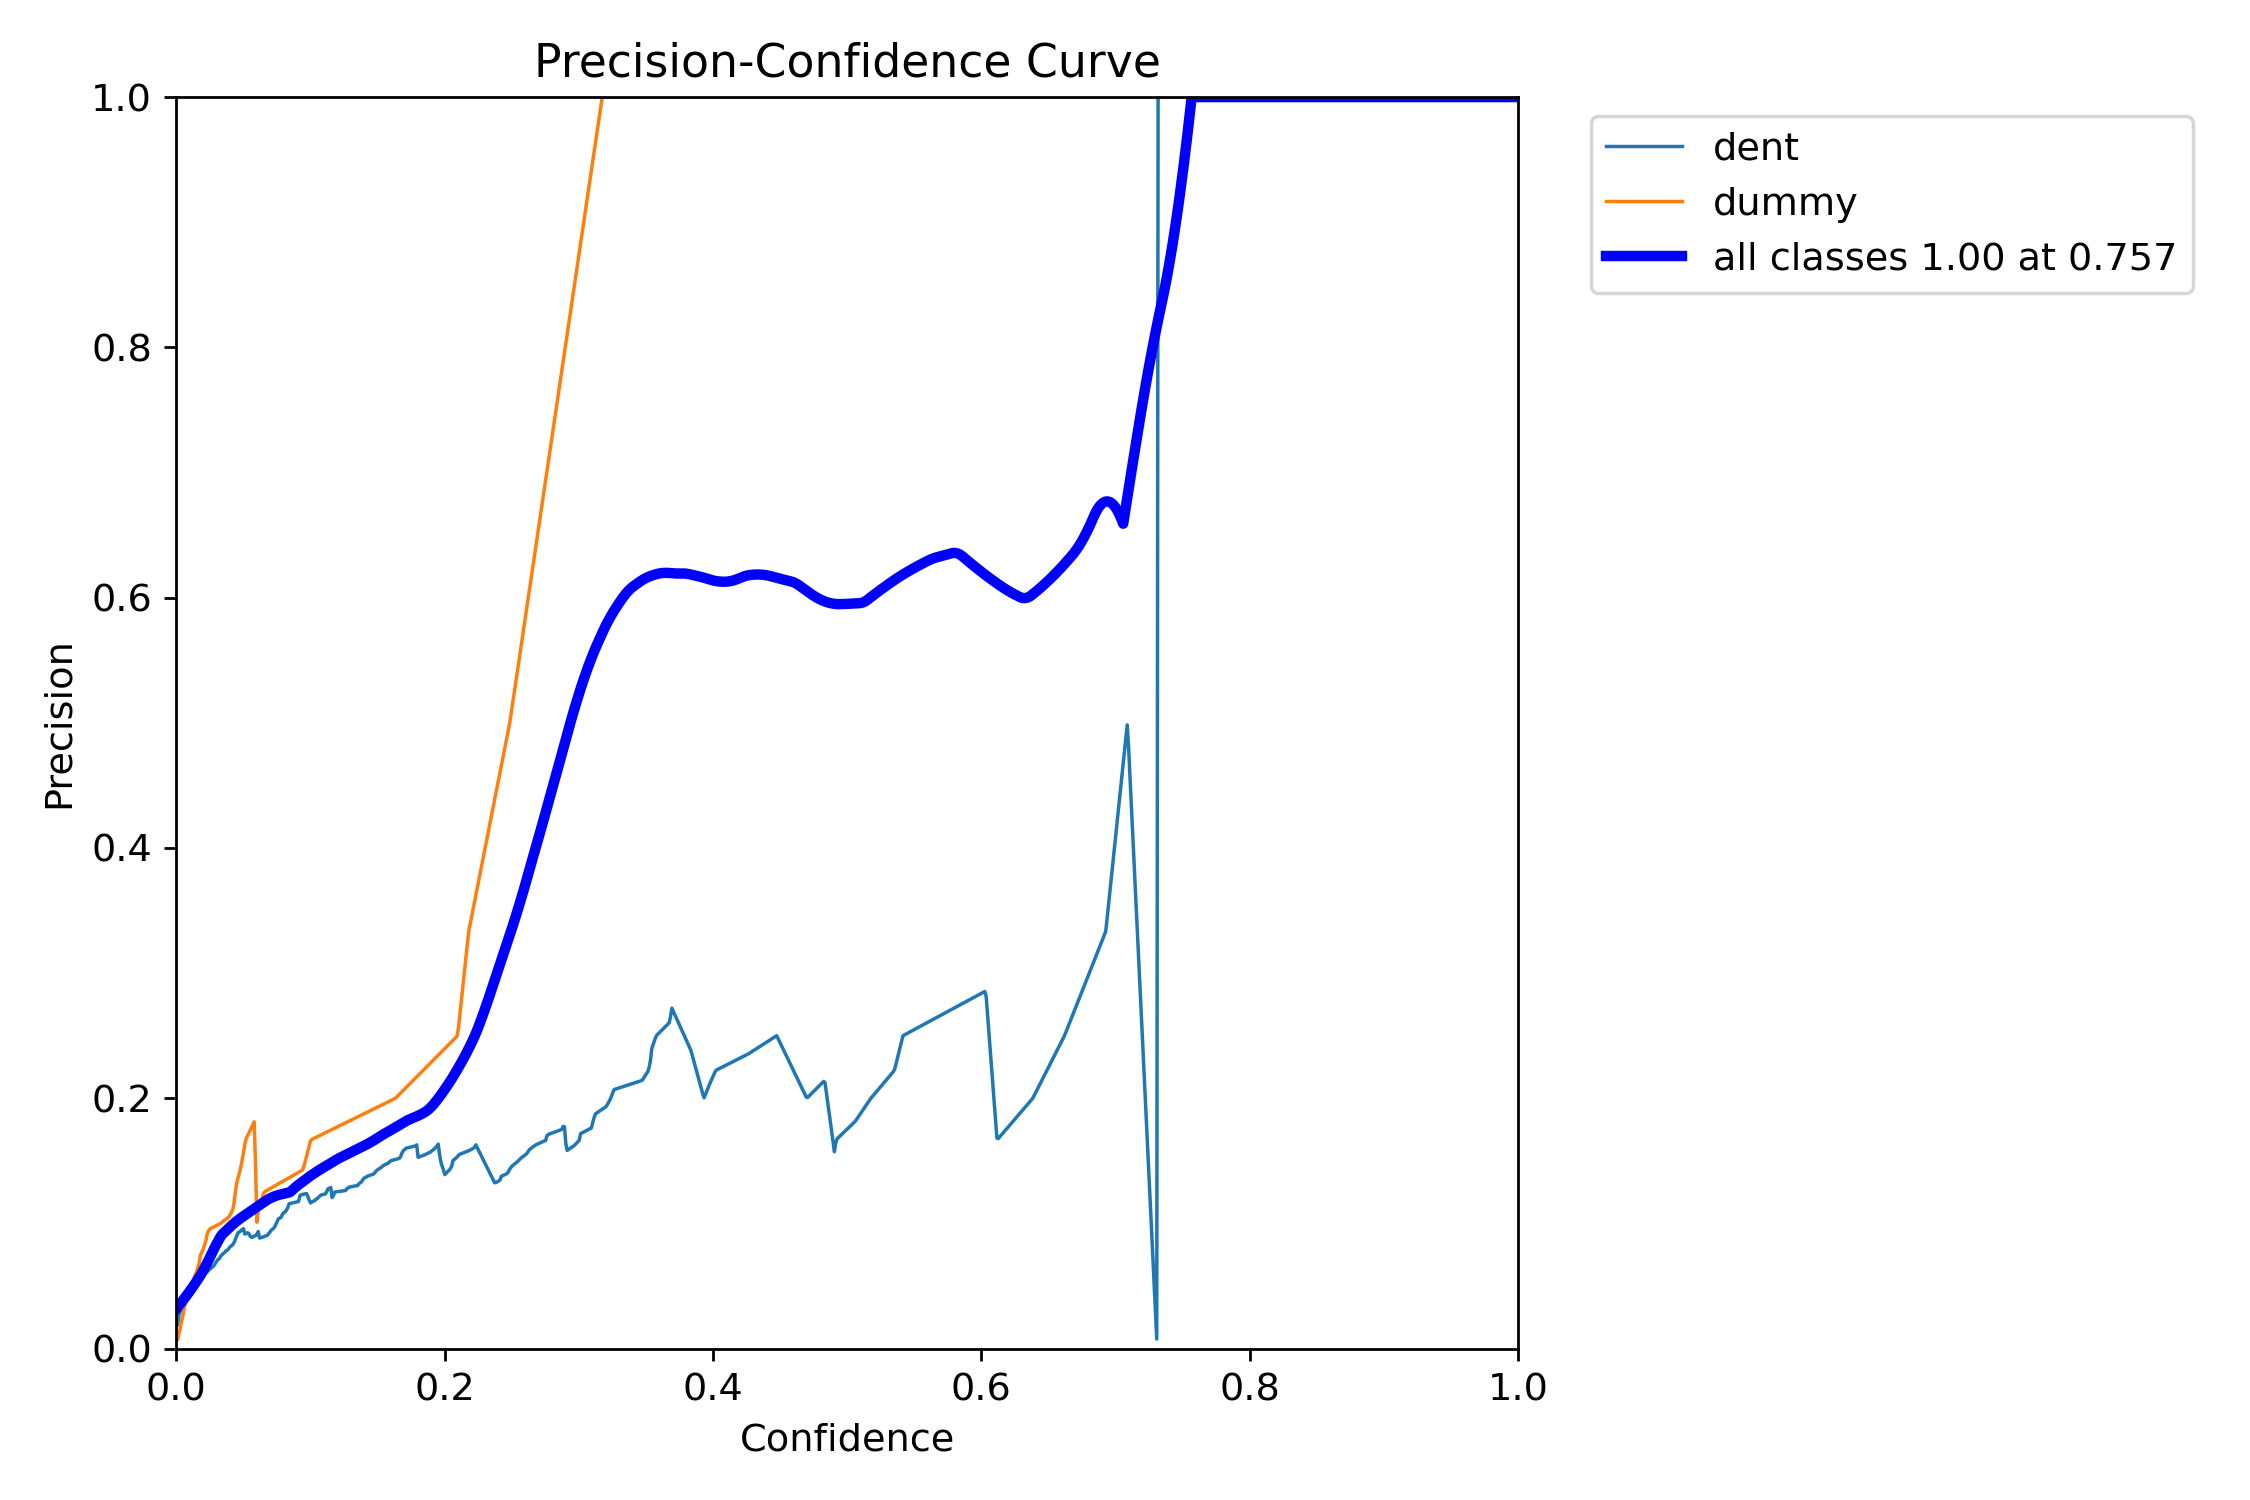 Precision-Confidence Curve
1.0
0.8
0.6
0.4
0.2
0.0
Precision
0.0 0.2 0.4 0.6 0.8 1.0
Confidence
dent
dummy
all classes 1.00 at 0.757